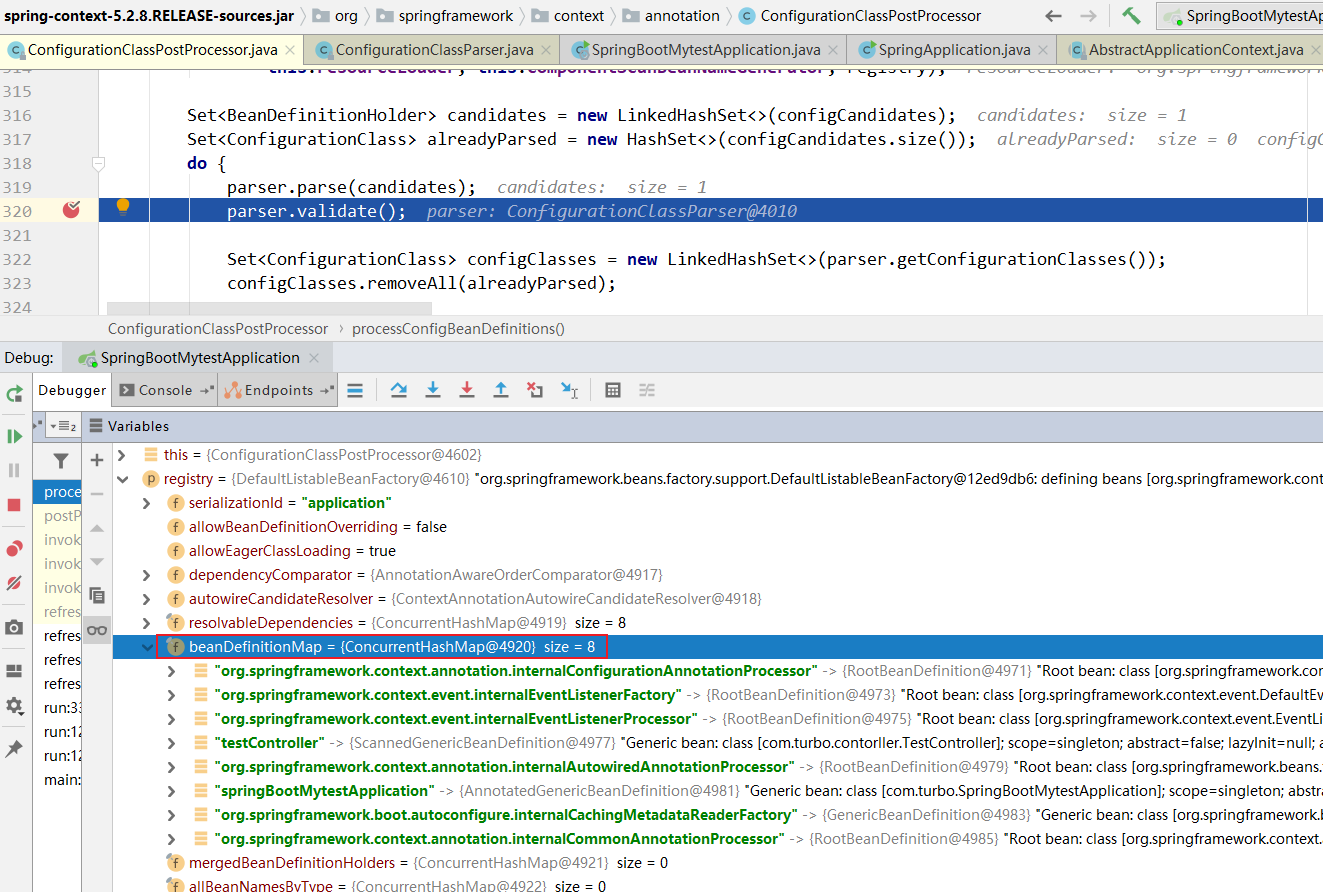 spring-context-5.2.8.RELEASE-sources.jar org springframework context annotation ConfigurationClassPostProcessor SpringBootMytestAp
ConfigurationClassPostProcessor.java ConfigurationClassParser.java SpringBootMytestApplication.java SpringApplication.java AbstractApplicationContext.java
314 this.resourceLoader, this.componentScanBeanNameGenerator, registry); resourceLoader: org.springframework
315
316 Set<BeanDefinitionHolder> candidates = new LinkedHashSet<>(configCandidates); candidates: size = 1
317 Set<ConfigurationClass> alreadyParsed = new HashSet<>(configCandidates.size()); alreadyParsed: size = 0 configC
318 do {
319 parser.parse(candidates); candidates: size = 1
320 parser.validate(); parser: ConfigurationClassParser@4010
321
322 Set<ConfigurationClass> configClasses = new LinkedHashSet<>(parser.getConfigurationClasses());
323 configClasses.removeAll(alreadyParsed);
324
ConfigurationClassPostProcessor › processConfigBeanDefinitions()
Debug: SpringBootMytestApplication
Debugger Console Endpoints
2 Variables
this = {ConfigurationClassPostProcessor@4602}
registry = {DefaultListableBeanFactory@4610} "org.springframework.beans.factory.support.DefaultListableBeanFactory@12ed9db6: defining beans [org.springframework.cont
proce
serializationId = "application"
postP
allowBeanDefinitionOverriding = false
invok
allowEagerClassLoading = true
invok
dependencyComparator = {AnnotationAwareOrderComparator@4917}
invok
autowireCandidateResolver = {ContextAnnotationAutowireCandidateResolver@4918}
refres
resolvableDependencies = {ConcurrentHashMap@4919} size = 8
refres
beanDefinitionMap = {ConcurrentHashMap@4920} size = 8
refres
"org.springframework.context.annotation.internalConfigurationAnnotationProcessor" -> {RootBeanDefinition@4971} "Root bean: class [org.springframework.con
refres
"org.springframework.context.event.internalEventListenerFactory" -> {RootBeanDefinition@4973} "Root bean: class [org.springframework.context.event.DefaultEv
run:33
"org.springframework.context.event.internalEventListenerProcessor" -> {RootBeanDefinition@4975} "Root bean: class [org.springframework.context.event.EventLi
run:12
"testController" -> {ScannedGenericBeanDefinition@4977} "Generic bean: class [com.turbo.contorller.TestController]; scope=singleton; abstract=false; lazyInit=null; a
run:12
"org.springframework.context.annotation.internalAutowiredAnnotationProcessor" -> {RootBeanDefinition@4979} "Root bean: class [org.springframework.beans.
main:
"springBootMytestApplication" -> {AnnotatedGenericBeanDefinition@4981} "Generic bean: class [com.turbo.SpringBootMytestApplication]; scope=singleton; abstra
"org.springframework.boot.autoconfigure.internalCachingMetadataReaderFactory" -> {GenericBeanDefinition@4983} "Generic bean: class [org.springframework.b
"org.springframework.context.annotation.internalCommonAnnotationProcessor" -> {RootBeanDefinition@4985} "Root bean: class [org.springframework.context.
mergedBeanDefinitionHolders = {ConcurrentHashMap@4921} size = 0
allBeanNamesByType = {ConcurrentHashMap@4922} size = 0